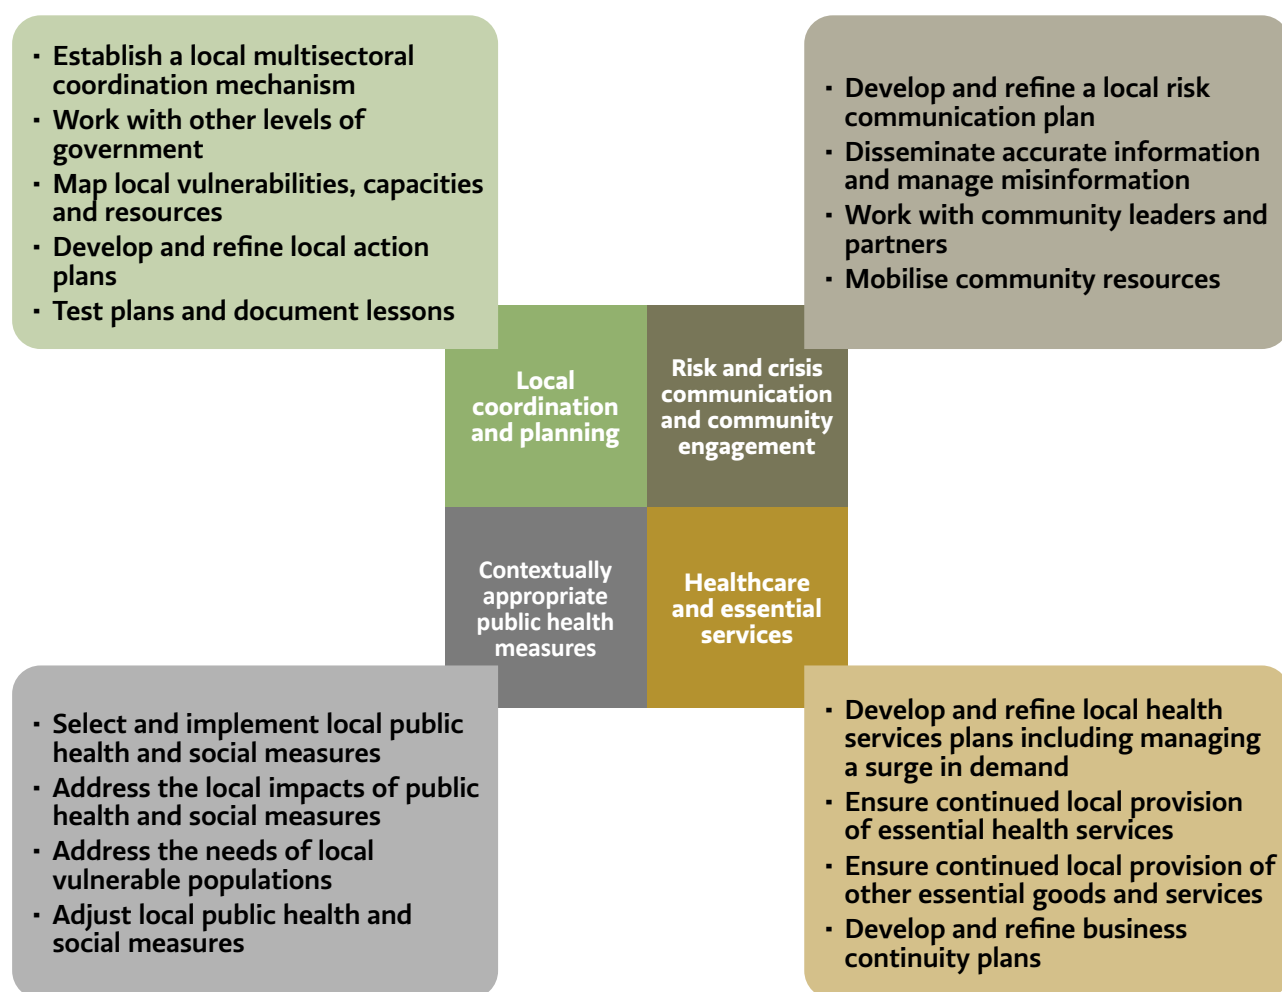 ▪ Establish a local multisectoral
coordination mechanism
▪ Work with other levels of
government
▪ Map local vulnerabilities, capacities
and resources
▪ Develop and refine local action
plans
▪ Test plans and document lessons
▪ Develop and refine a local risk
communication plan
▪ Disseminate accurate information
and manage misinformation
▪ Work with community leaders and
partners
▪ Mobilise community resources
Local
coordination
and planning
Risk and crisis
communication
and community
engagement
Contextually
appropriate
public health
measures
Healthcare
and essential
services
▪ Select and implement local public
health and social measures
▪ Address the local impacts of public
health and social measures
▪ Address the needs of local
vulnerable populations
▪ Adjust local public health and
social measures
▪ Develop and refine local health
services plans including managing
a surge in demand
▪ Ensure continued local provision
of essential health services
▪ Ensure continued local provision of
other essential goods and services
▪ Develop and refine business
continuity plans